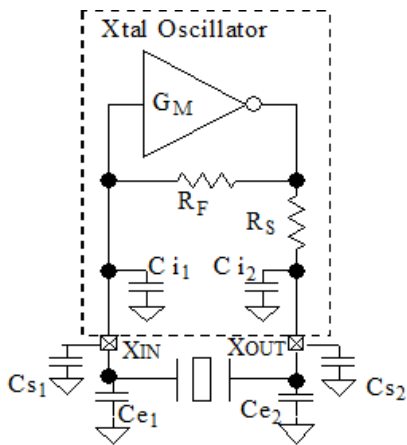 Xtal Oscillator
GM
RF
RS
Ci1 Ci2
XIN XOUT
Cs1 Cs2
Ce1 Ce2